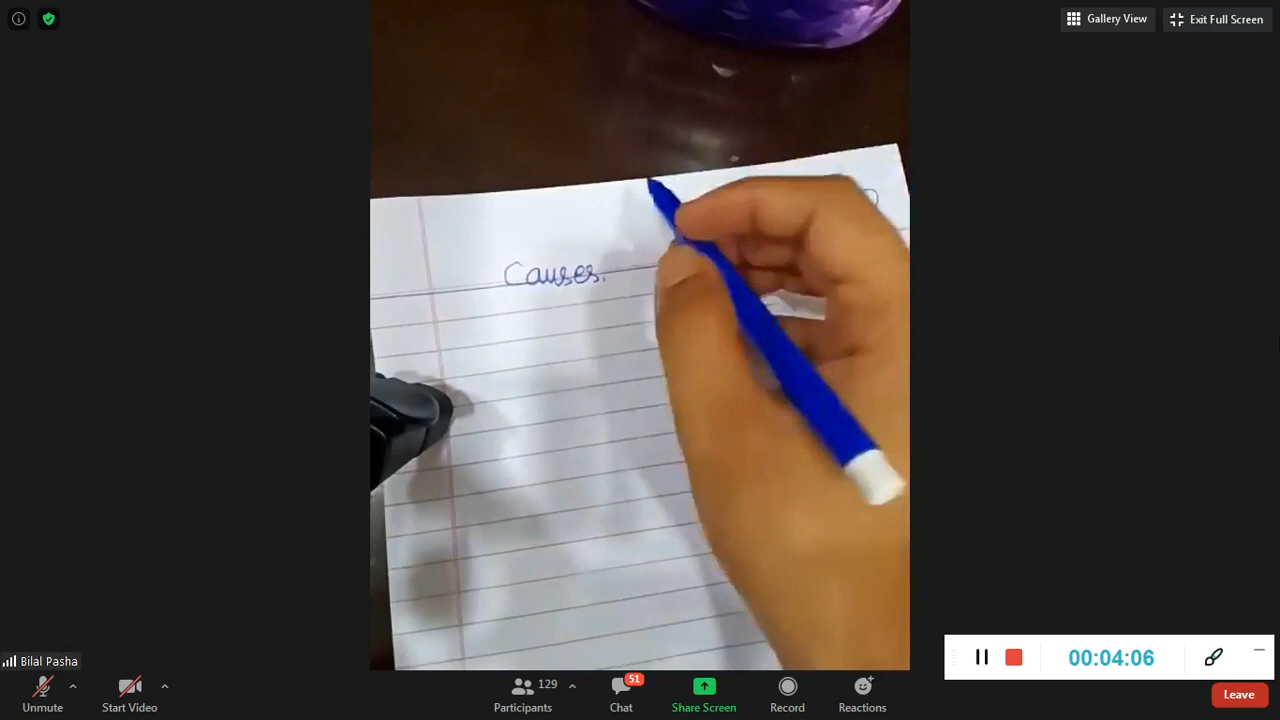 Gallery View
Exit Full Screen
Causes.
Bilal Pasha
00:04:06
Unmute
Start Video
129
Participants
51
Chat
Share Screen
Record
Reactions
Leave